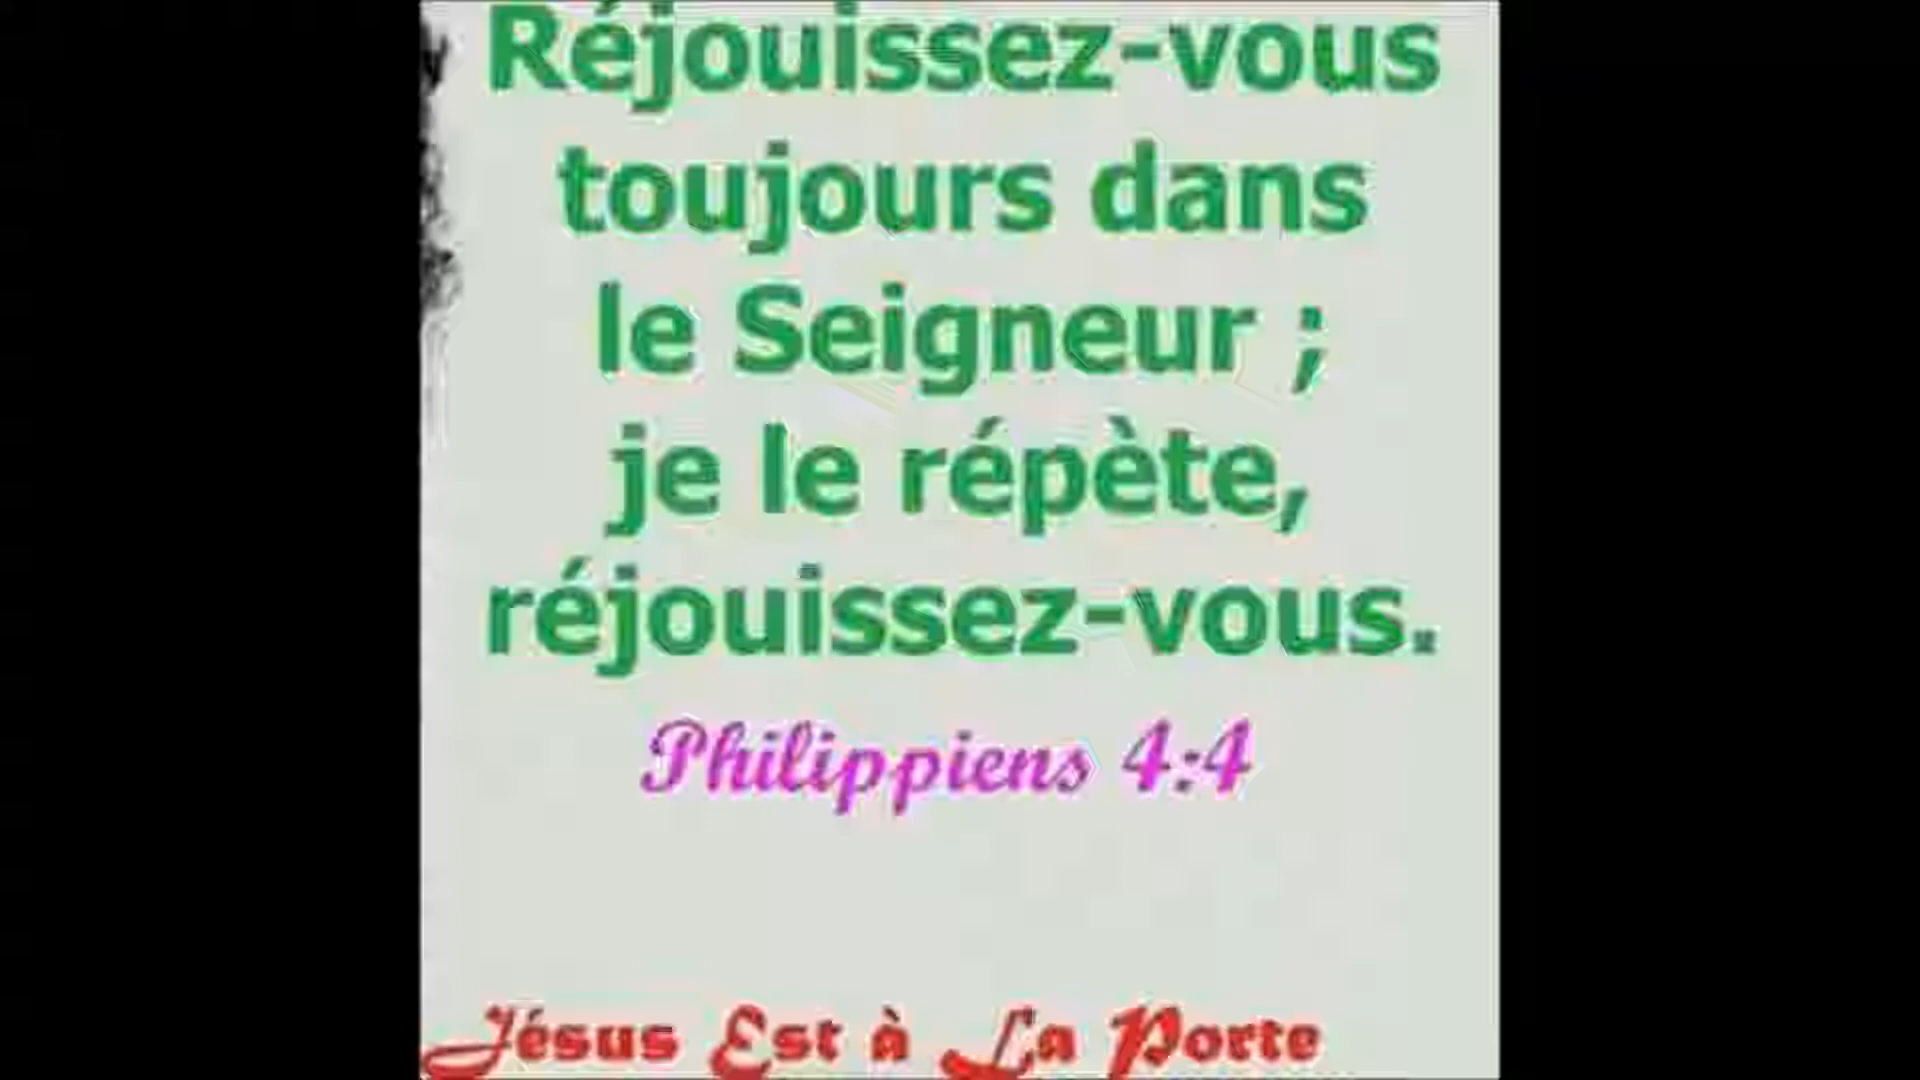 Réjouissez-vous
toujours dans
le Seigneur ;
je le répète,
réjouissez-vous.
Philippiens 4:4
Jésus Est à La Porte